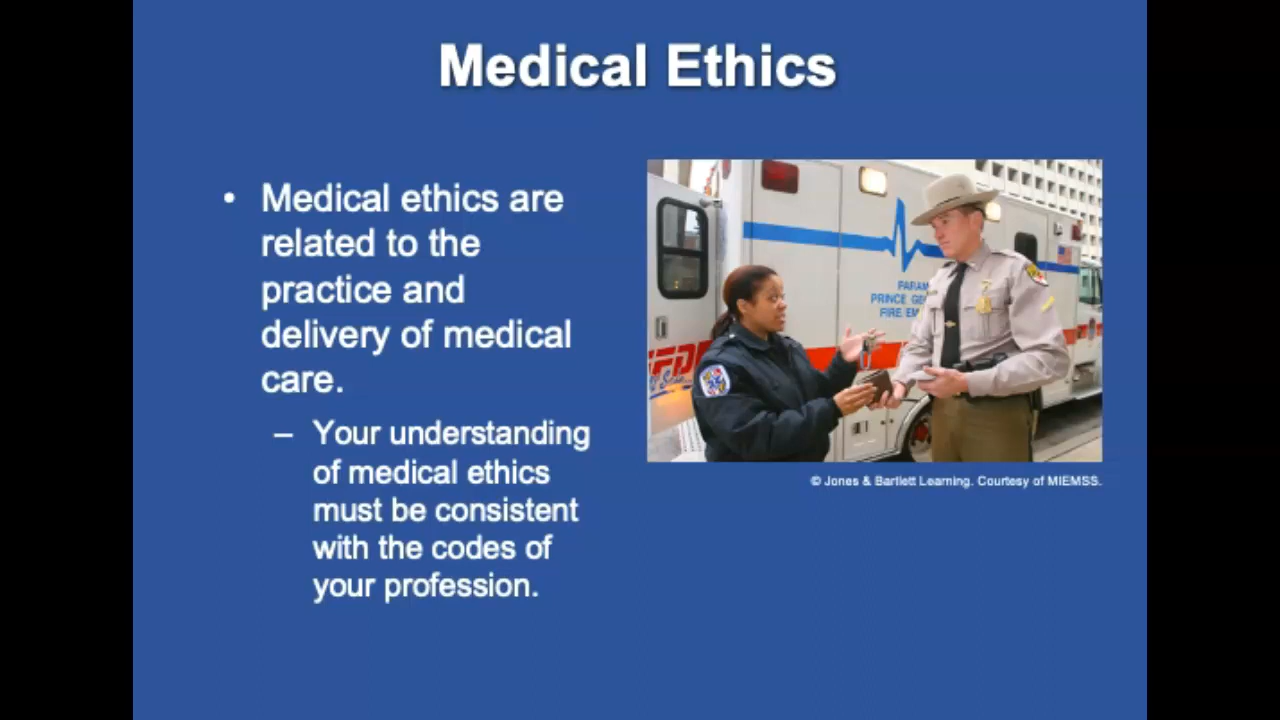 Medical Ethics
• Medical ethics are
related to the
practice and
delivery of medical
care.
– Your understanding
of medical ethics
must be consistent
with the codes of
your profession.
PARAM
PRINCE GE
FIRE EM
© Jones & Bartlett Learning. Courtesy of MIEMSS.